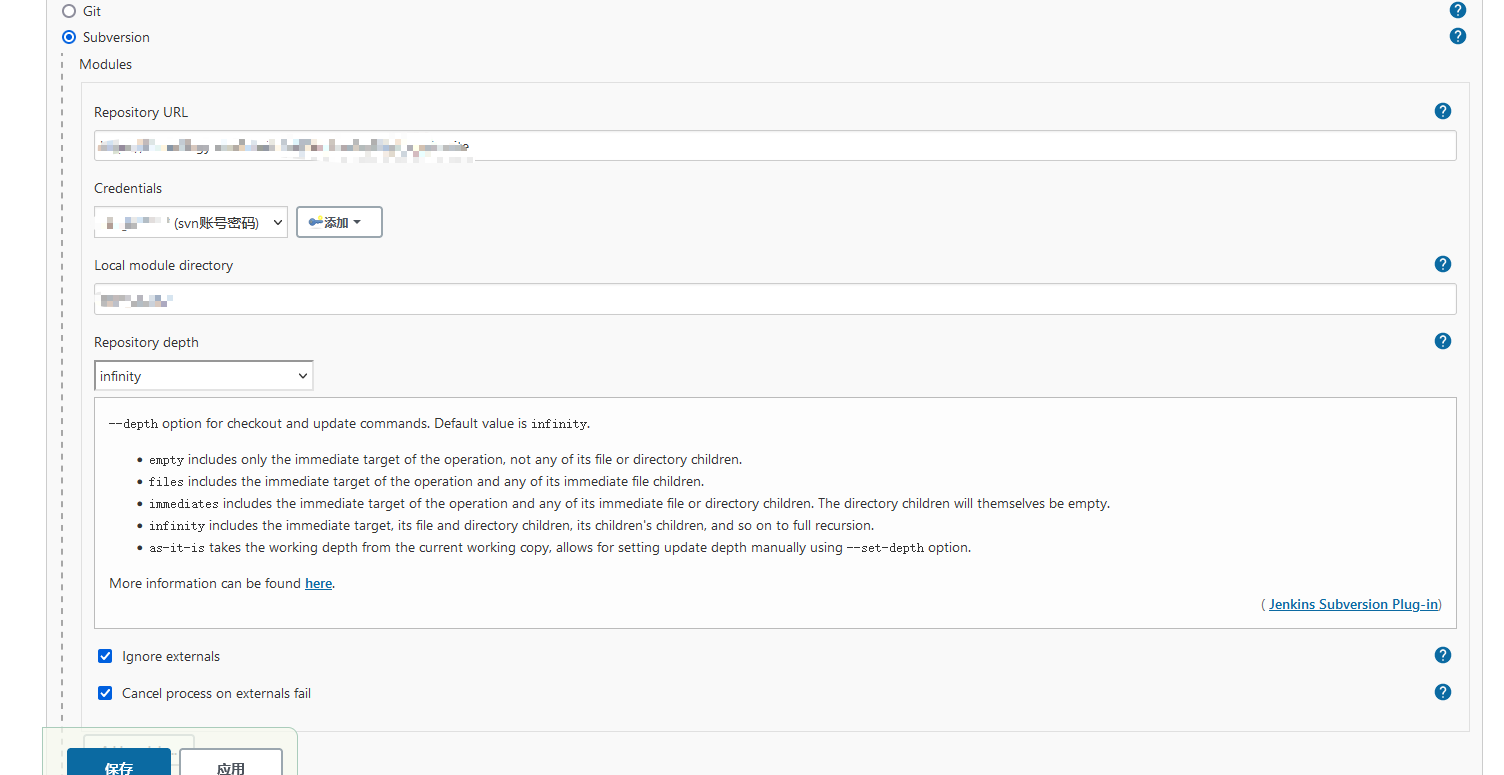 Git
Subversion
Modules
Repository URL
Credentials
(svn账号密码)
添加
Local module directory
Repository depth
infinity
--depth option for checkout and update commands. Default value is infinity.
empty includes only the immediate target of the operation, not any of its file or directory children.
files includes the immediate target of the operation and any of its immediate file children.
immediates includes the immediate target of the operation and any of its immediate file or directory children. The directory children will themselves be empty.
infinity includes the immediate target, its file and directory children, its children's children, and so on to full recursion.
as-it-is takes the working depth from the current working copy, allows for setting update depth manually using --set-depth option.
More information can be found here.
( Jenkins Subversion Plug-in)
Ignore externals
Cancel process on externals fail
保存
应用